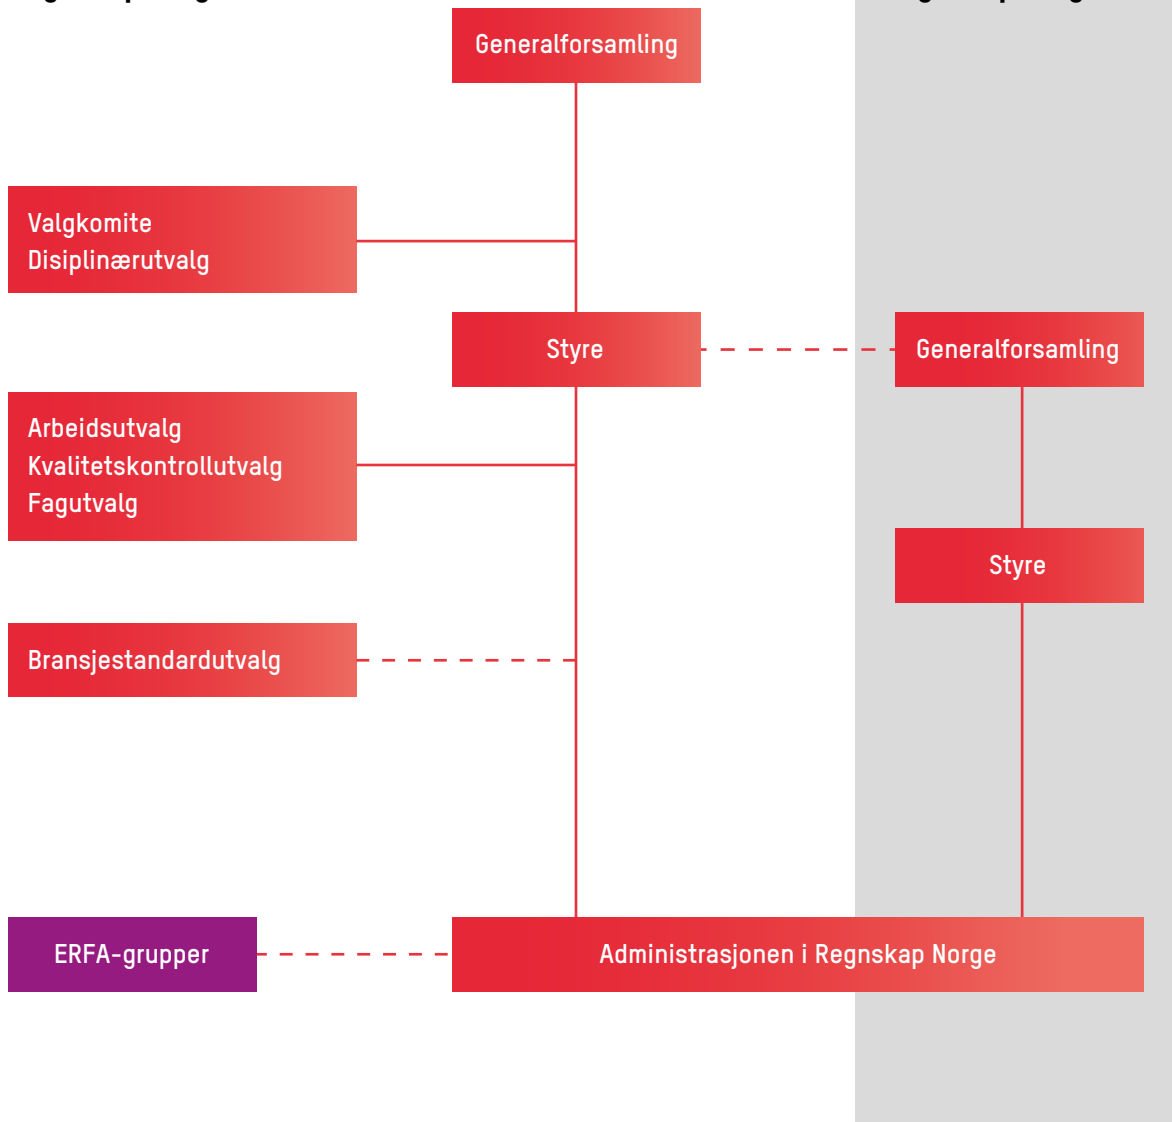 Generalforsamling
Valgkomite
Disiplinærutvalg
Styre
Generalforsamling
Arbeidsutvalg
Kvalitetskontrollutvalg
Fagutvalg
Styre
Bransjestandardutvalg
ERFA-grupper
Administrasjonen i Regnskap Norge